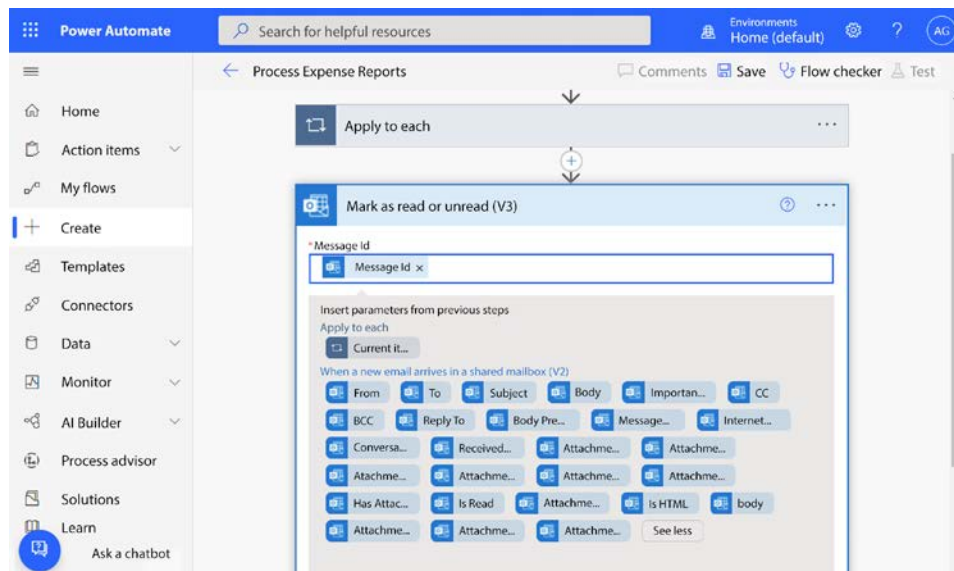 Power Automate
Search for helpful resources
Environments
Home (default)
?
AG
Process Expense Reports
Comments
Save
Flow checker
Test
Home
Action items
My flows
Create
Templates
Connectors
Data
Monitor
AI Builder
Process advisor
Solutions
Learn
Ask a chatbot
Apply to each
...
+
Mark as read or unread (V3)
?
...
*Message Id
Message Id ×
Insert parameters from previous steps
Apply to each
Current it...
When a new email arrives in a shared mailbox (V2)
From To Subject Body Importan... CC
BCC Reply To Body Pre... Message... Internet...
Conversa... Received... Attachme... Attachme...
Atachme... Attachme... Attachme... Attachme...
Has Attac... Is Read Attachme... Is HTML body
Attachme... Attachme... Attachme... See less